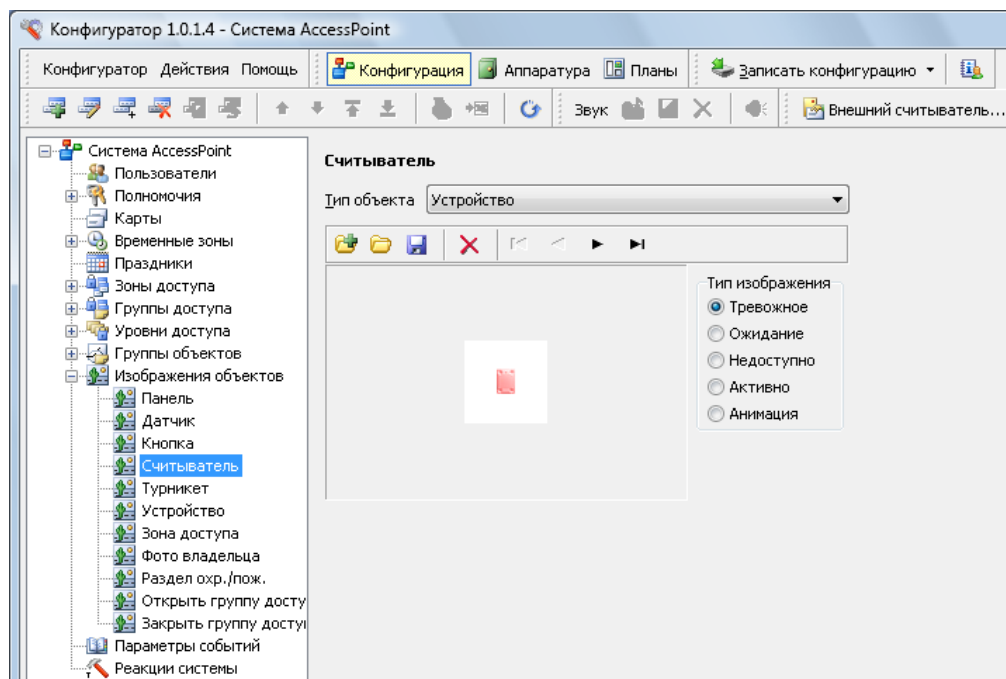 Конфигуратор 1.0.1.4 - Система AccessPoint
Конфигуратор Действия Помощь Конфигурация Аппаратура Планы Записать конфигурацию
Звук Внешний считыватель...
Система AccessPoint
Пользователи
Полномочия
Карты
Временные зоны
Праздники
Зоны доступа
Группы доступа
Уровни доступа
Группы объектов
Изображения объектов
Панель
Датчик
Кнопка
Считыватель
Турникет
Устройство
Зона доступа
Фото владельца
Раздел охр./пож.
Открыть группу досту
Закрыть группу досту
Параметры событий
Реакции системы
Считыватель
Тип объекта Устройство
Тип изображения
Тревожное
Ожидание
Недоступно
Активно
Анимация